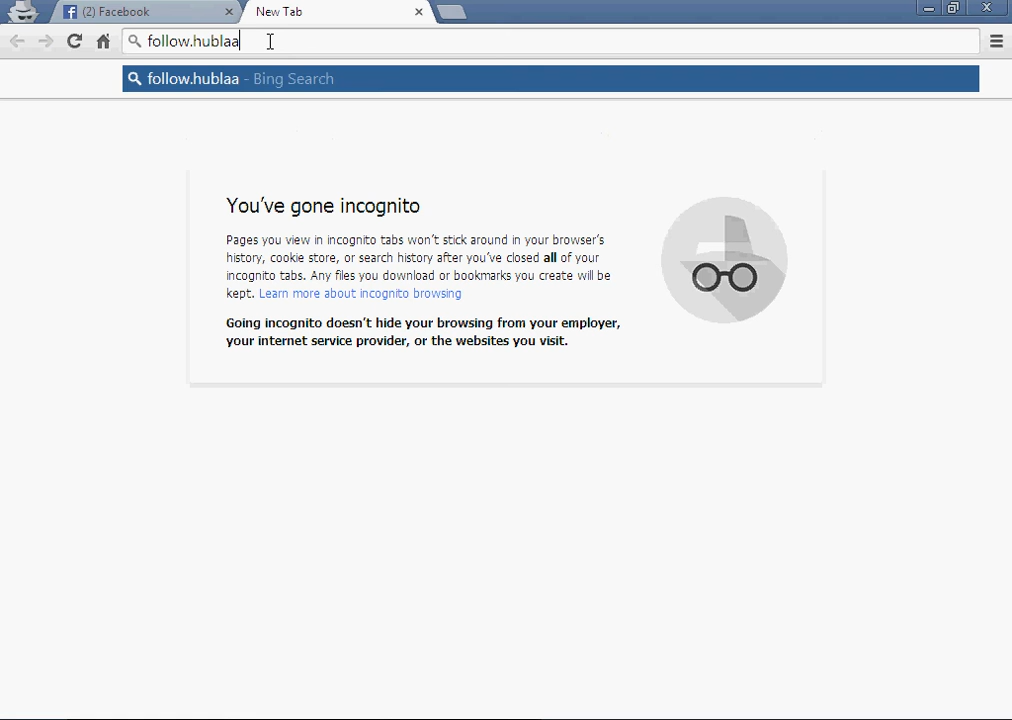 (2) Facebook
New Tab
follow.hublaa
follow.hublaa - Bing Search
You've gone incognito
Pages you view in incognito tabs won't stick around in your browser's
history, cookie store, or search history after you've closed all of your
incognito tabs. Any files you download or bookmarks you create will be
kept. Learn more about incognito browsing
Going incognito doesn't hide your browsing from your employer,
your internet service provider, or the websites you visit.